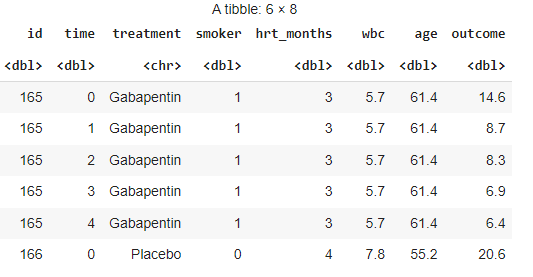 A tibble: 6 × 8
id time treatment smoker hrt_months wbc age outcome
<dbl> <dbl> <chr> <dbl> <dbl> <dbl> <dbl> <dbl>
165 0 Gabapentin 1 3 5.7 61.4 14.6
165 1 Gabapentin 1 3 5.7 61.4 8.7
165 2 Gabapentin 1 3 5.7 61.4 8.3
165 3 Gabapentin 1 3 5.7 61.4 6.9
165 4 Gabapentin 1 3 5.7 61.4 6.4
166 0 Placebo 0 4 7.8 55.2 20.6